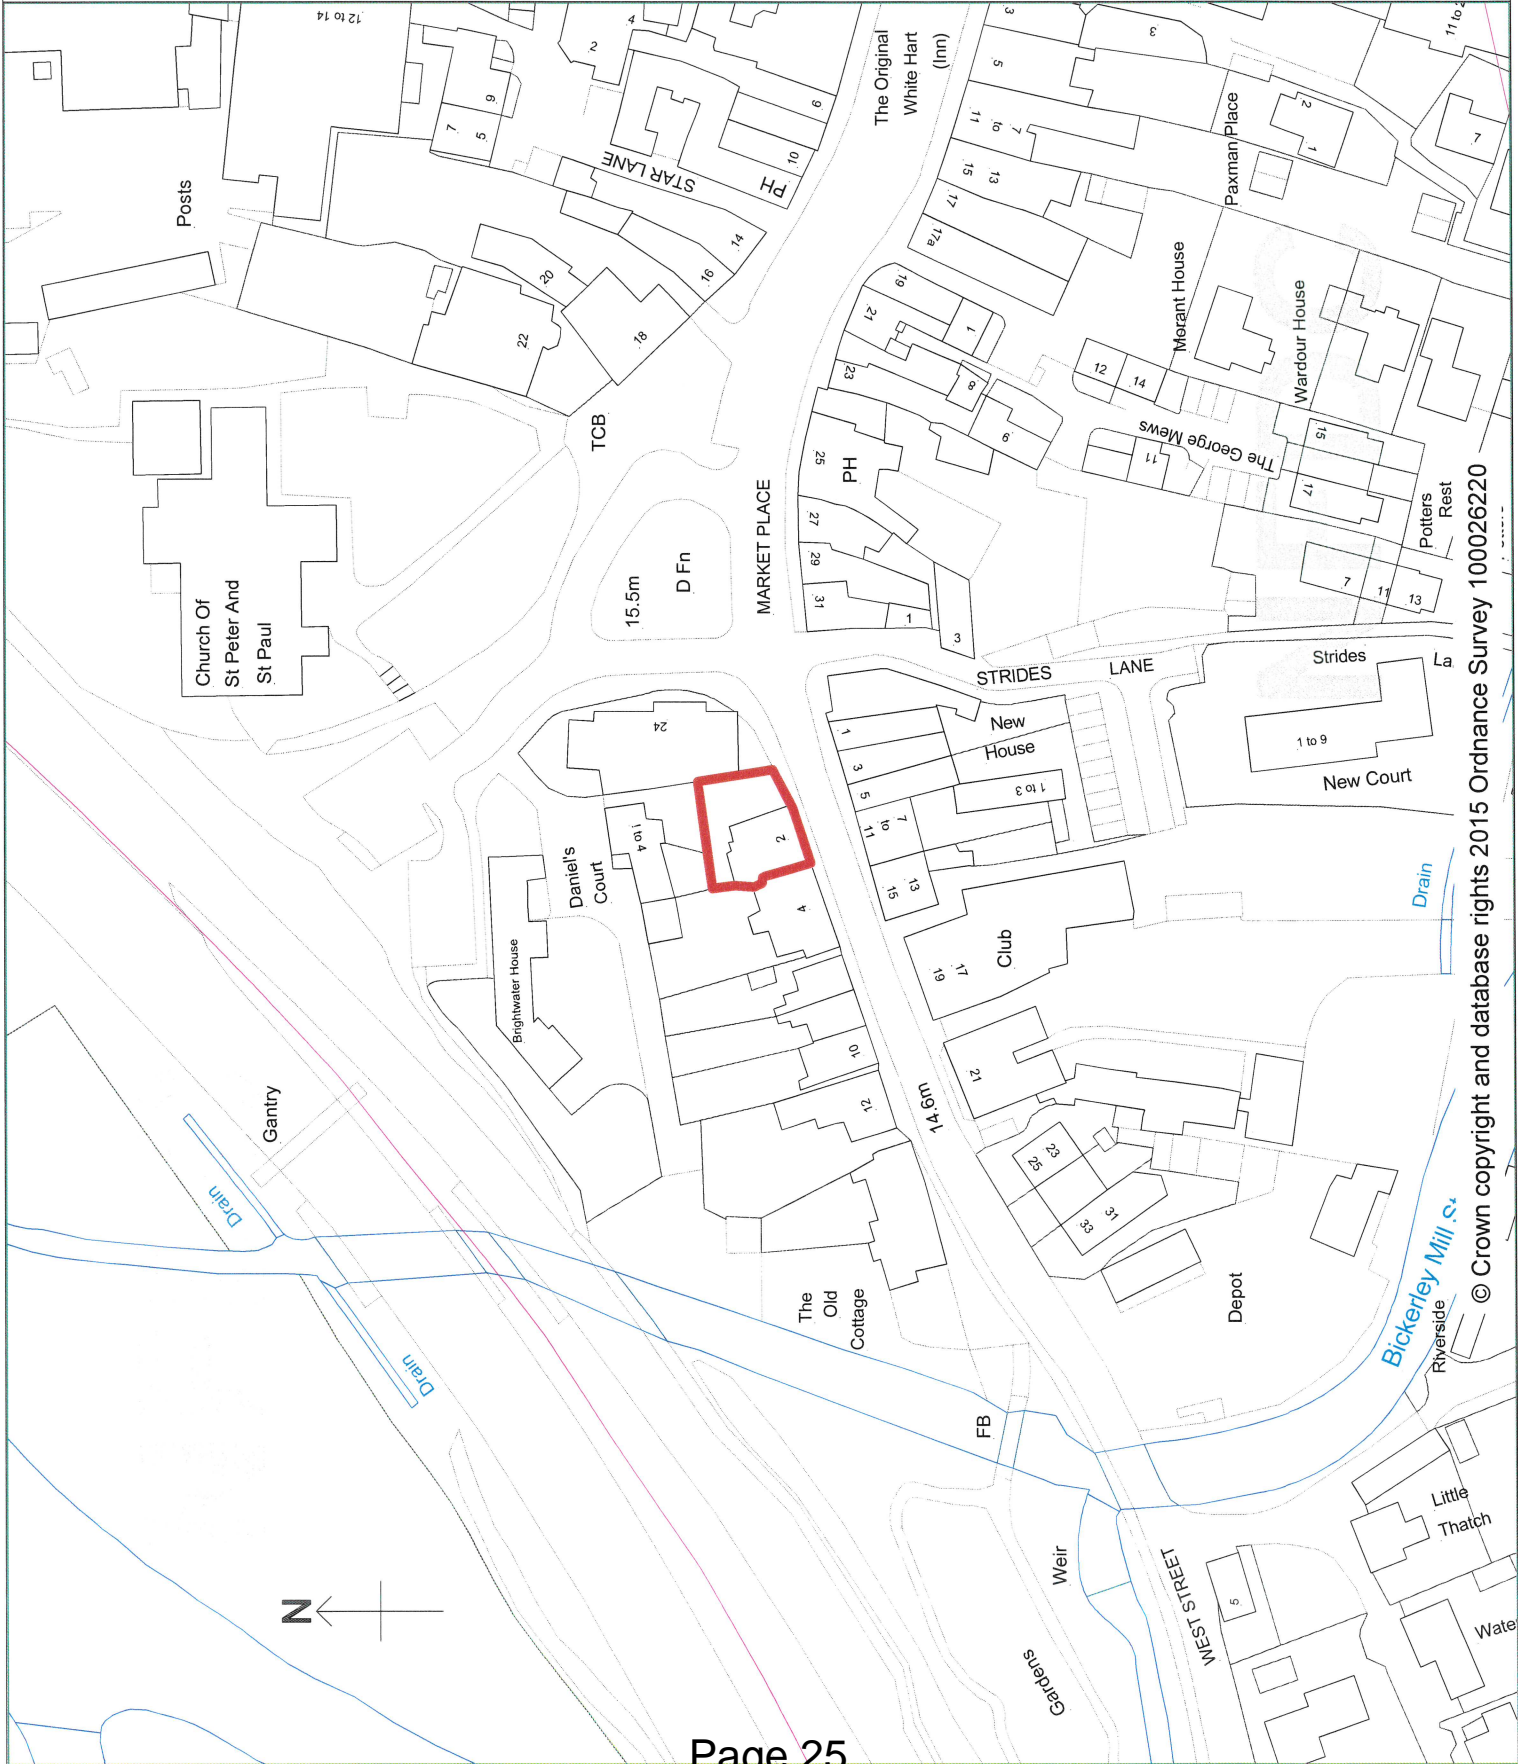 12 to 14
4
2
9
7
5
6
10
PH
STAR LANE
The Original
White Hart
(Inn)
3
5
3
11 to 2
11
to
7
15
13
17
17a
Paxman Place
2
1
7
Posts
14
16
20
18
22
19
21
1
23
8
9
12
14
Morant House
Wardour House
The George Mews
11
15
17
Potters
Rest
TCB
25
PH
27
29
31
1
3
MARKET PLACE
15.5m
D Fn
Church Of
St Peter And
St Paul
7
11
13
STRIDES
LANE
Strides
La
1 to 9
New Court
New
House
1 to 3
24
1
3
5
7
to
11
13
15
1 to 4
2
4
Daniel's
Court
Brightwater House
Club
17
19
Drain
10
12
21
14.6m
23
25
31
33
Gantry
Drain
Drain
The
Old
Cottage
Depot
Bickerley Mill St
Riverside
FB
Little
Thatch
Weir
WEST STREET
5
Gardens
Wate
N
© Crown copyright and database rights 2015 Ordnance Survey 100026220
Page 25